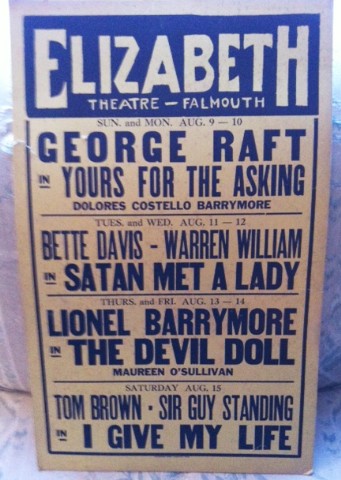 ELIZABETH
THEATRE — FALMOUTH
SUN. and MON. AUG. 9 — 10
GEORGE RAFT
IN YOURS FOR THE ASKING
DOLORES COSTELLO BARRYMORE
TUES. and WED. AUG. 11 — 12
BETTE DAVIS - WARREN WILLIAM
IN SATAN MET A LADY
THURS. and FRI. AUG. 13 — 14
LIONEL BARRYMORE
IN THE DEVIL DOLL
MAUREEN O'SULLIVAN
SATURDAY AUG. 15
TOM BROWN · SIR GUY STANDING
IN I GIVE MY LIFE